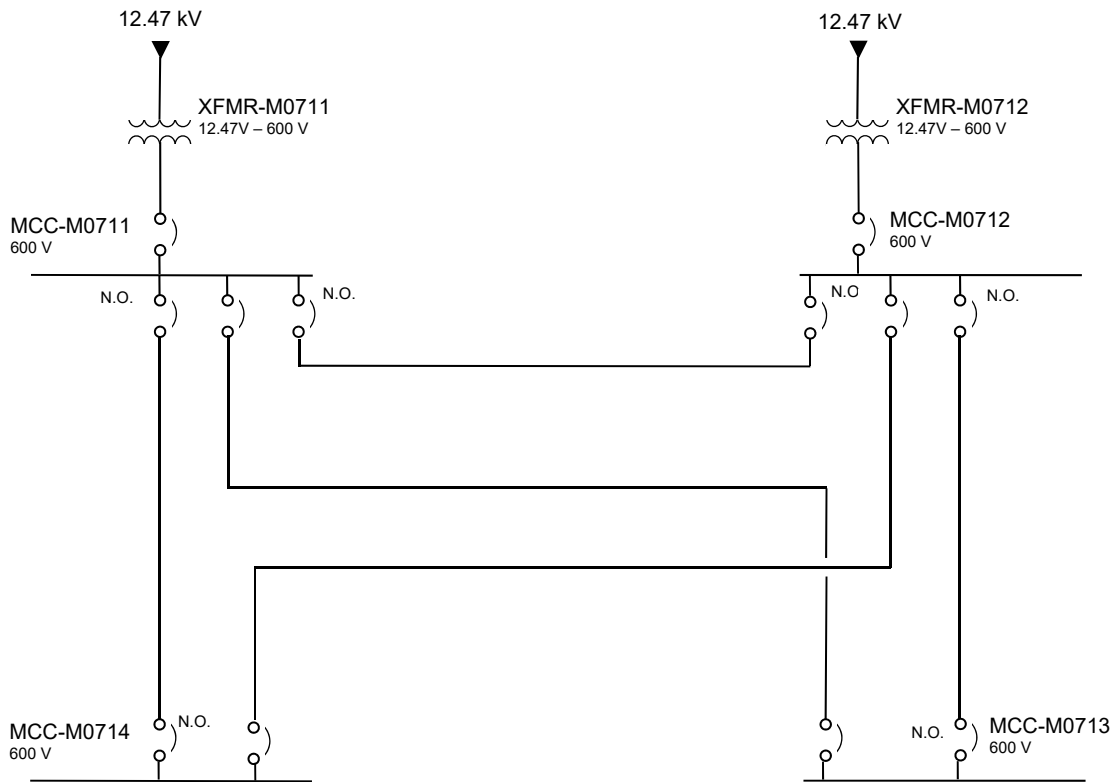 12.47 kV
12.47 kV
XFMR-M0711
12.47V – 600 V
XFMR-M0712
12.47V – 600 V
MCC-M0711
600 V
MCC-M0712
600 V
N.O.
N.O.
N.O
N.O.
MCC-M0714
600 V
N.O.
N.O.
MCC-M0713
600 V